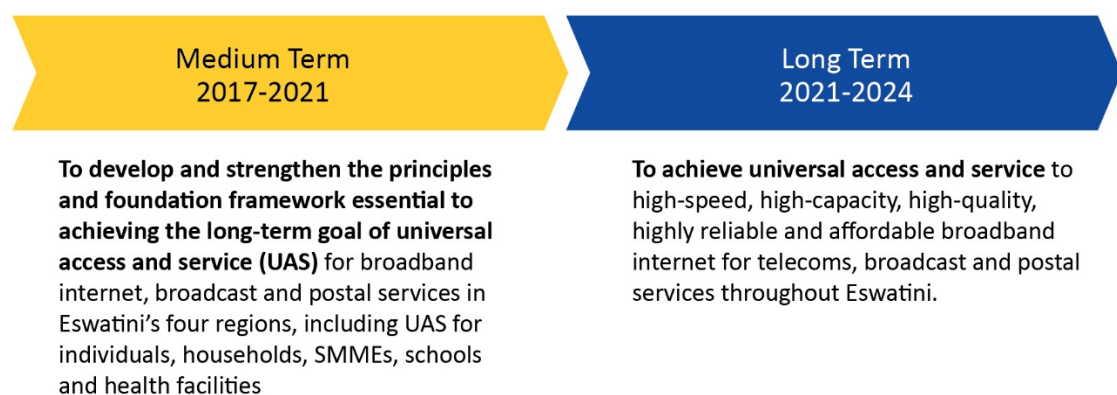 Medium Term
2017-2021
To develop and strengthen the principles
and foundation framework essential to
achieving the long-term goal of universal
access and service (UAS) for broadband
internet, broadcast and postal services in
Eswatini’s four regions, including UAS for
individuals, households, SMMEs, schools
and health facilities
Long Term
2021-2024
To achieve universal access and service to
high-speed, high-capacity, high-quality,
highly reliable and affordable broadband
internet for telecoms, broadcast and postal
services throughout Eswatini.